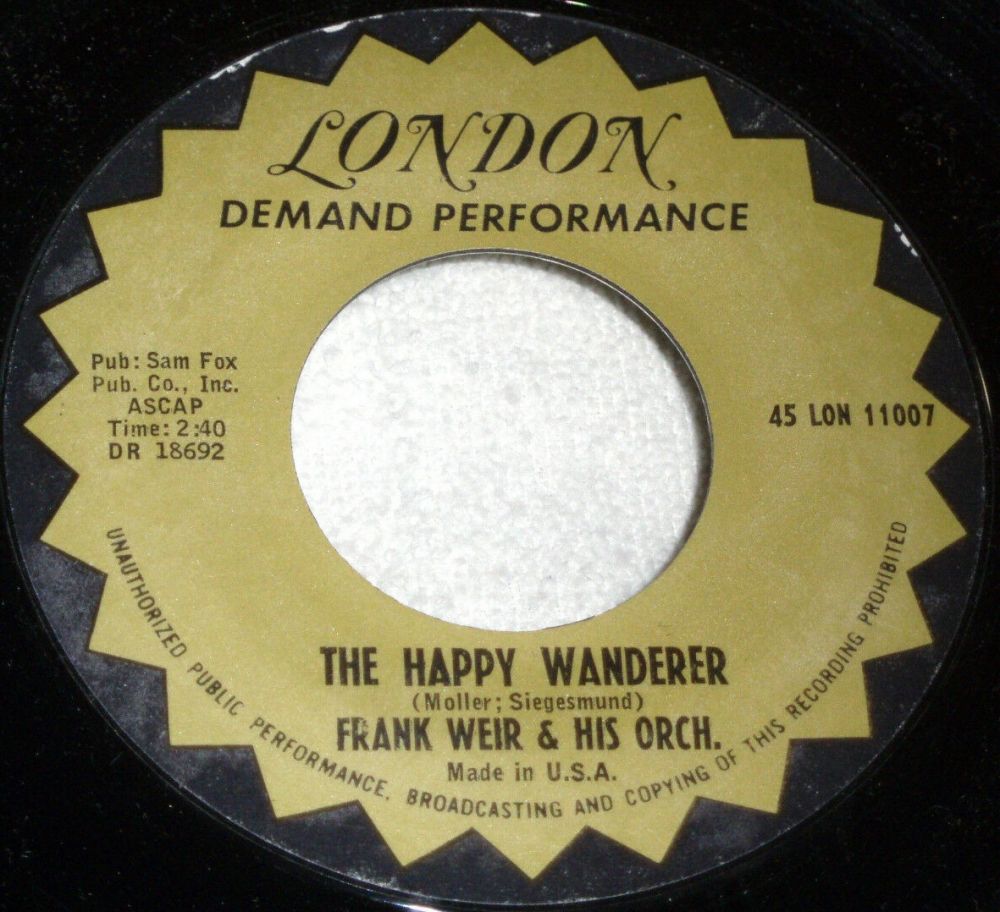 LONDON
DEMAND PERFORMANCE
Pub: Sam Fox
Pub. Co., Inc.
ASCAP
Time: 2:40
DR 18692
45 LON 11007
THE HAPPY WANDERER
(Moller; Siegesmund)
FRANK WEIR & HIS ORCH.
Made in U.S.A.
UNAUTHORIZED PUBLIC PERFORMANCE, BROADCASTING AND COPYING OF THIS RECORDING PROHIBITED